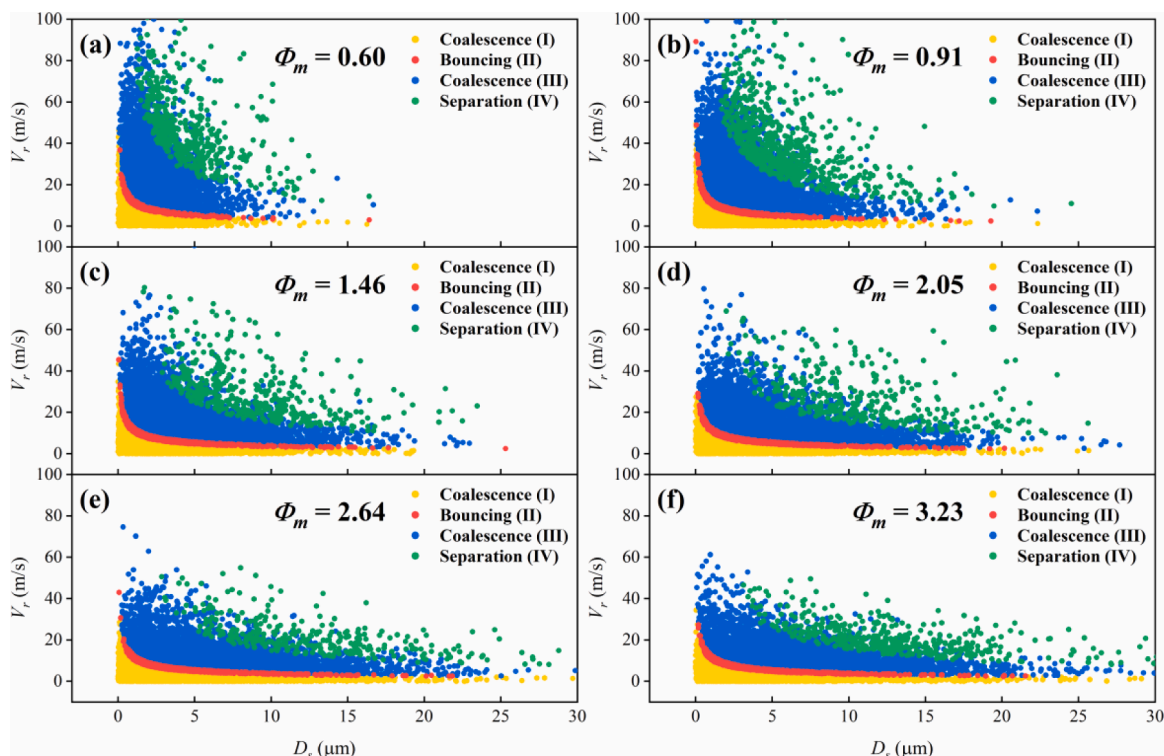 100
(a)
Φm = 0.60
Coalescence (I)
Bouncing (II)
Coalescence (III)
Separation (IV)
80
60
40
20
0
Vr (m/s)
(b)
Φm = 0.91
Coalescence (I)
Bouncing (II)
Coalescence (III)
Separation (IV)
100
80
60
40
20
0
Vr (m/s)
100
(c)
Φm = 1.46
Coalescence (I)
Bouncing (II)
Coalescence (III)
Separation (IV)
80
60
40
20
0
Vr (m/s)
100
(d)
Φm = 2.05
Coalescence (I)
Bouncing (II)
Coalescence (III)
Separation (IV)
80
60
40
20
0
Vr (m/s)
100
(e)
Φm = 2.64
Coalescence (I)
Bouncing (II)
Coalescence (III)
Separation (IV)
80
60
40
20
0
Vr (m/s)
0 5 10 15 20 25 30
100
(f)
Φm = 3.23
Coalescence (I)
Bouncing (II)
Coalescence (III)
Separation (IV)
80
60
40
20
0
Vr (m/s)
0 5 10 15 20 25 30
(μm)
(μm)